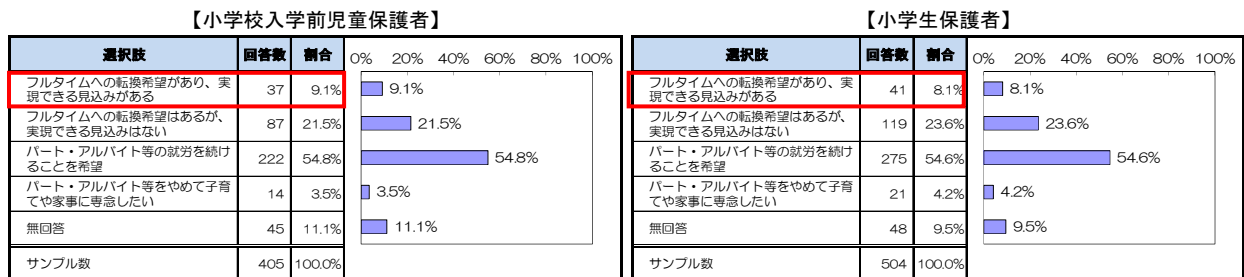 【小学校入学前児童保護者】
選択肢 回答数 割合 0% 20% 40% 60% 80% 100%
フルタイムへの転換希望があり、実
現できる見込みがある 37 9.1% 9.1%
フルタイムへの転換希望はあるが、
実現できる見込みはない 87 21.5% 21.5%
パート・アルバイト等の就労を続け
ることを希望 222 54.8% 54.8%
パート・アルバイト等をやめて子育
てや家事に専念したい 14 3.5% 3.5%
無回答 45 11.1% 11.1%
サンプル数 405 100.0%
【小学生保護者】
選択肢 回答数 割合 0% 20% 40% 60% 80% 100%
フルタイムへの転換希望があり、実
現できる見込みがある 41 8.1% 8.1%
フルタイムへの転換希望はあるが、
実現できる見込みはない 119 23.6% 23.6%
パート・アルバイト等の就労を続け
ることを希望 275 54.6% 54.6%
パート・アルバイト等をやめて子育
てや家事に専念したい 21 4.2% 4.2%
無回答 48 9.5% 9.5%
サンプル数 504 100.0%